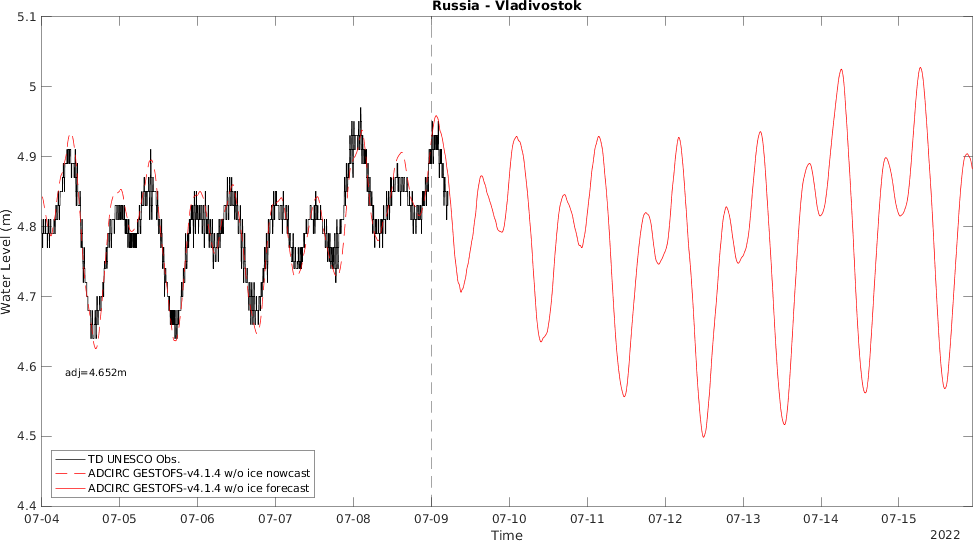 Russia - Vladivostok
5.1
5
4.9
4.8
4.7
4.6
4.5
4.4
Water Level (m)
adj=4.652m
TD UNESCO Obs.
ADCIRC GESTOFS-v4.1.4 w/o ice nowcast
ADCIRC GESTOFS-v4.1.4 w/o ice forecast
07-04 07-05 07-06 07-07 07-08 07-09 07-10 07-11 07-12 07-13 07-14 07-15
Time
2022